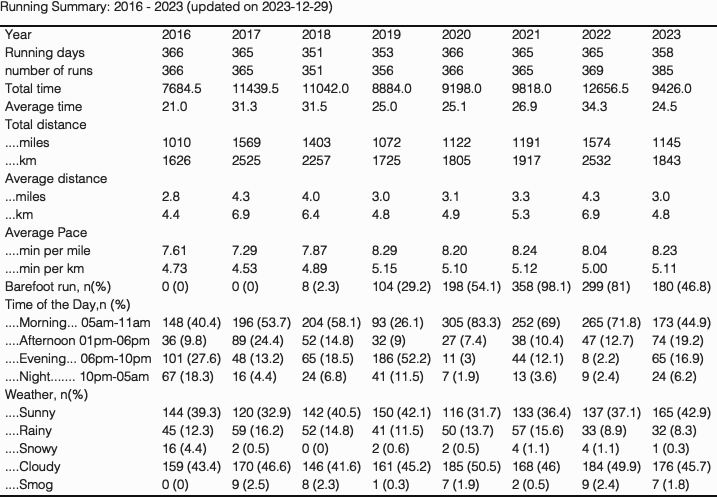 Running Summary: 2016 - 2023 (updated on 2023-12-29)
Year 2016 2017 2018 2019 2020 2021 2022 2023
Running days 366 365 351 353 366 365 365 358
number of runs 366 365 351 356 366 365 369 385
Total time 7684.5 11439.5 11042.0 8884.0 9198.0 9818.0 12656.5 9426.0
Average time 21.0 31.3 31.5 25.0 25.1 26.9 34.3 24.5
Total distance
....miles 1010 1569 1403 1072 1122 1191 1574 1145
....km 1626 2525 2257 1725 1805 1917 2532 1843
Average distance
...miles 2.8 4.3 4.0 3.0 3.1 3.3 4.3 3.0
...km 4.4 6.9 6.4 4.8 4.9 5.3 6.9 4.8
Average Pace
....min per mile 7.61 7.29 7.87 8.29 8.20 8.24 8.04 8.23
....min per km 4.73 4.53 4.89 5.15 5.10 5.12 5.00 5.11
Barefoot run, n(%) 0 (0) 0 (0) 8 (2.3) 104 (29.2) 198 (54.1) 358 (98.1) 299 (81) 180 (46.8)
Time of the Day,n (%)
....Morning... 05am-11am 148 (40.4) 196 (53.7) 204 (58.1) 93 (26.1) 305 (83.3) 252 (69) 265 (71.8) 173 (44.9)
....Afternoon 01pm-06pm 36 (9.8) 89 (24.4) 52 (14.8) 32 (9) 27 (7.4) 38 (10.4) 47 (12.7) 74 (19.2)
....Evening... 06pm-10pm 101 (27.6) 48 (13.2) 65 (18.5) 186 (52.2) 11 (3) 44 (12.1) 8 (2.2) 65 (16.9)
....Night....... 10pm-05am 67 (18.3) 16 (4.4) 24 (6.8) 41 (11.5) 7 (1.9) 13 (3.6) 9 (2.4) 24 (6.2)
Weather, n(%)
....Sunny 144 (39.3) 120 (32.9) 142 (40.5) 150 (42.1) 116 (31.7) 133 (36.4) 137 (37.1) 165 (42.9)
....Rainy 45 (12.3) 59 (16.2) 52 (14.8) 41 (11.5) 50 (13.7) 57 (15.6) 33 (8.9) 32 (8.3)
....Snowy 16 (4.4) 2 (0.5) 0 (0) 2 (0.6) 2 (0.5) 4 (1.1) 4 (1.1) 1 (0.3)
....Cloudy 159 (43.4) 170 (46.6) 146 (41.6) 161 (45.2) 185 (50.5) 168 (46) 184 (49.9) 176 (45.7)
....Smog 0 (0) 9 (2.5) 8 (2.3) 1 (0.3) 7 (1.9) 2 (0.5) 9 (2.4) 7 (1.8)